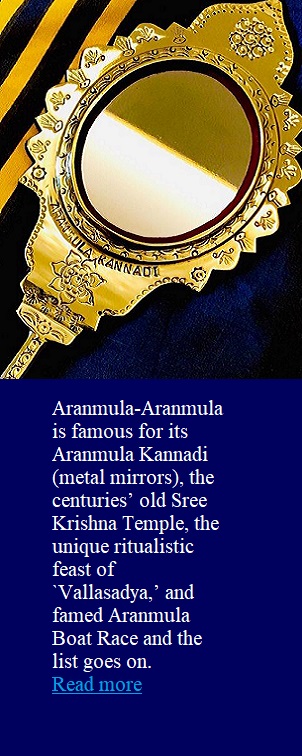 ARANMULA KANNADI
Aranmula-Aranmula
is famous for its
Aranmula Kannadi
(metal mirrors), the
centuries’ old Sree
Krishna Temple, the
unique ritualistic
feast of
`Vallasadya,’ and
famed Aranmula
Boat Race and the
list goes on.
Read more